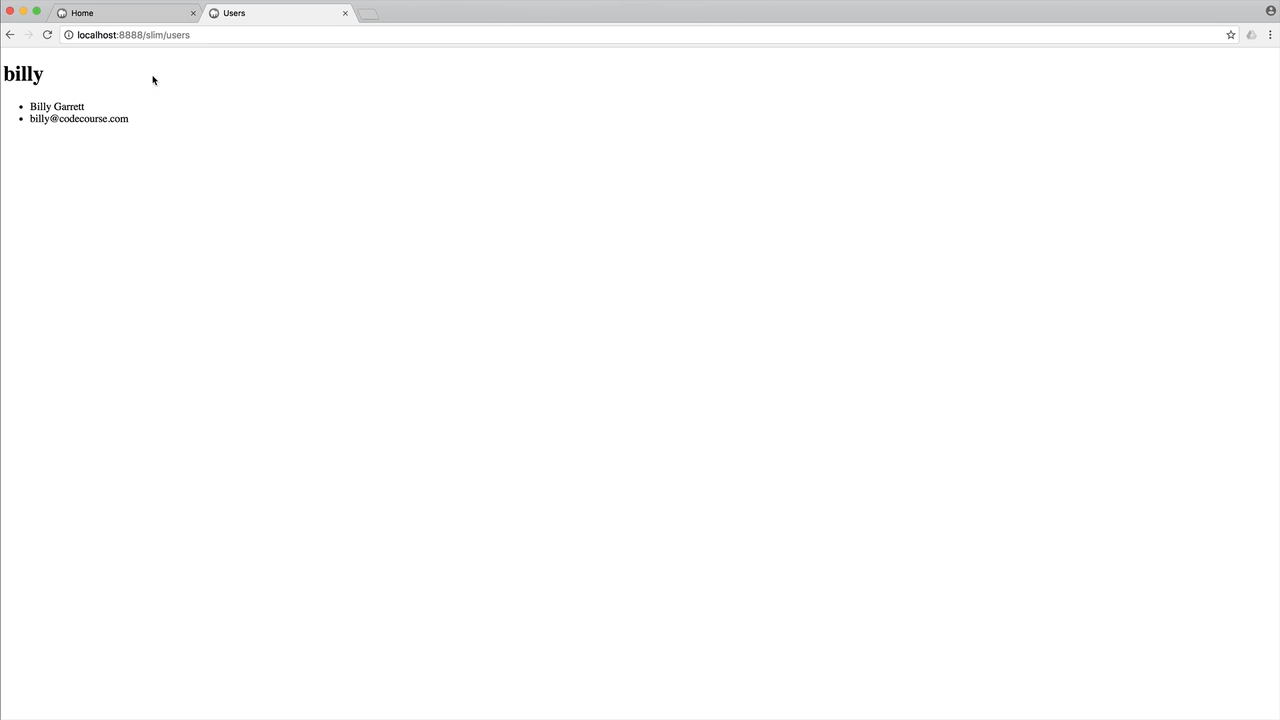 Home
Users
localhost:8888/slim/users
billy
Billy Garrett
billy@codecourse.com